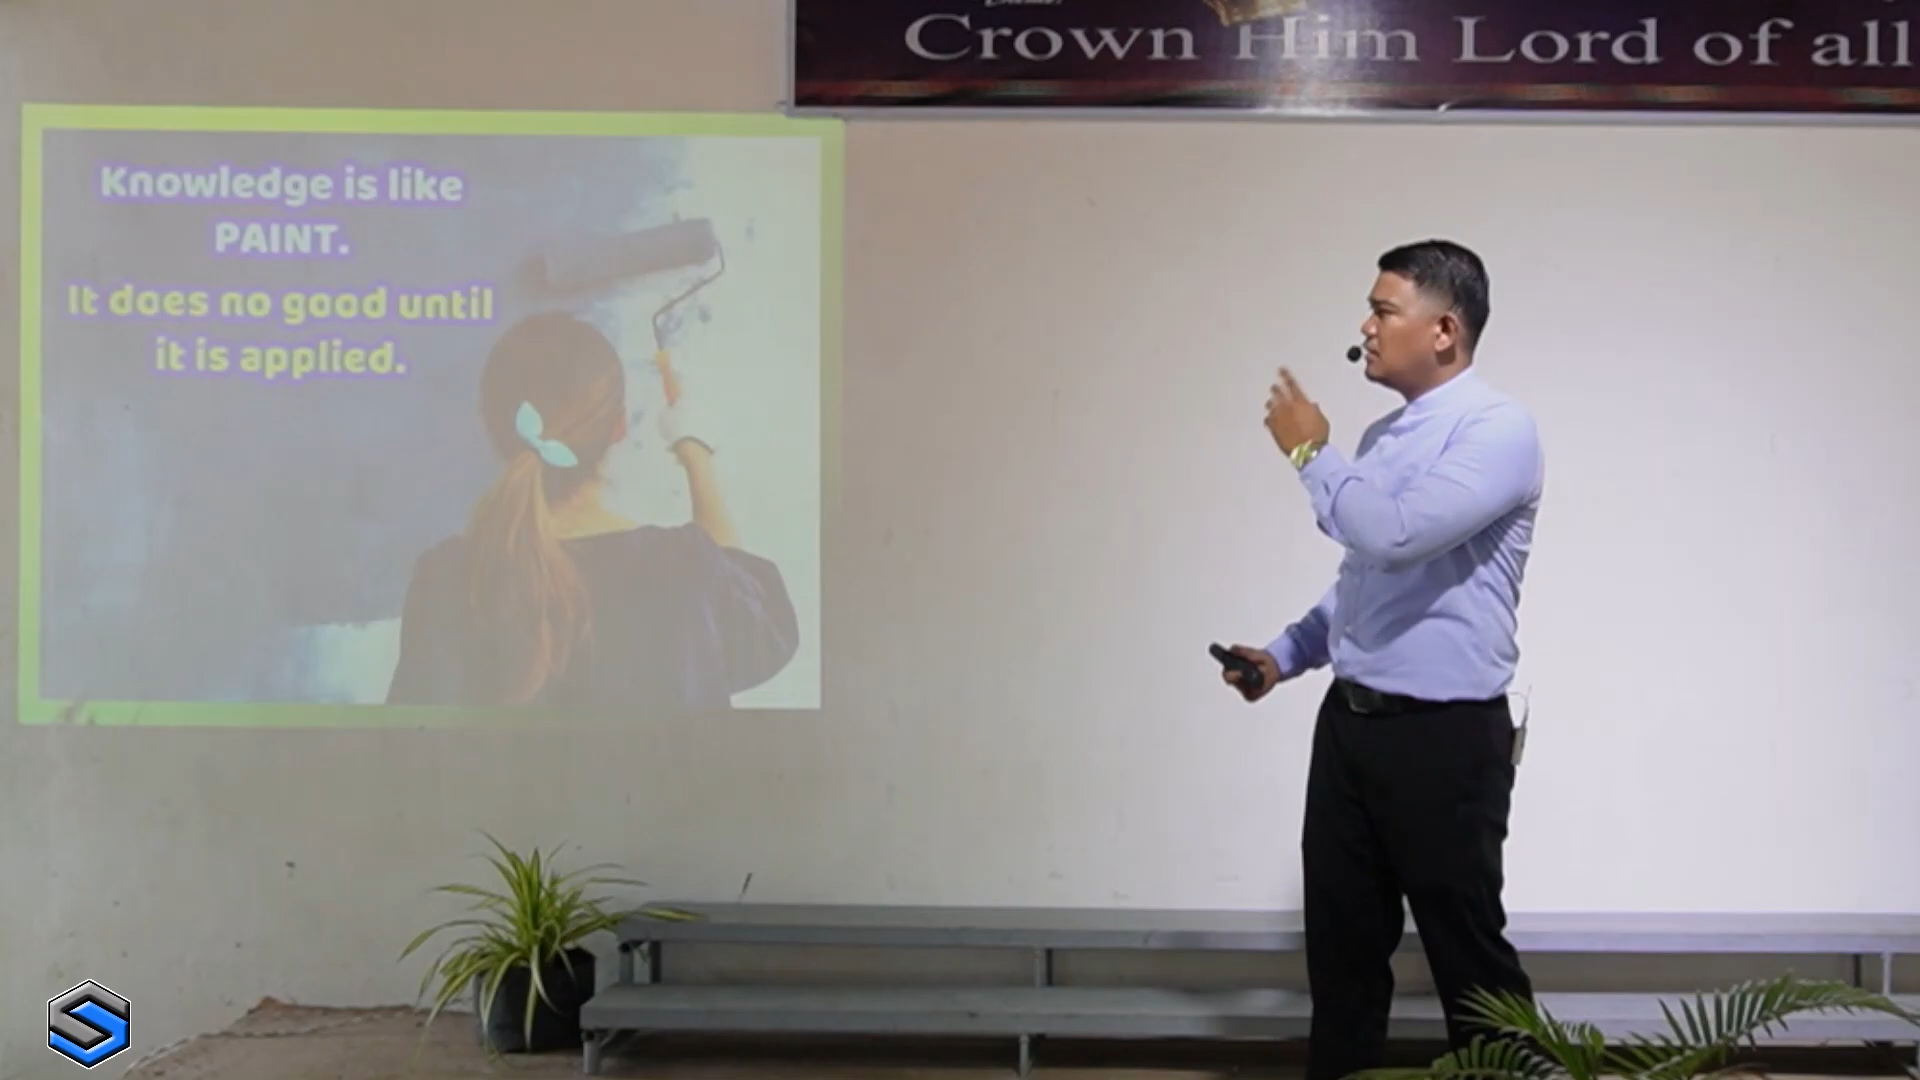 Crown Him Lord of all
Knowledge is like
PAINT.
It does no good until
it is applied.